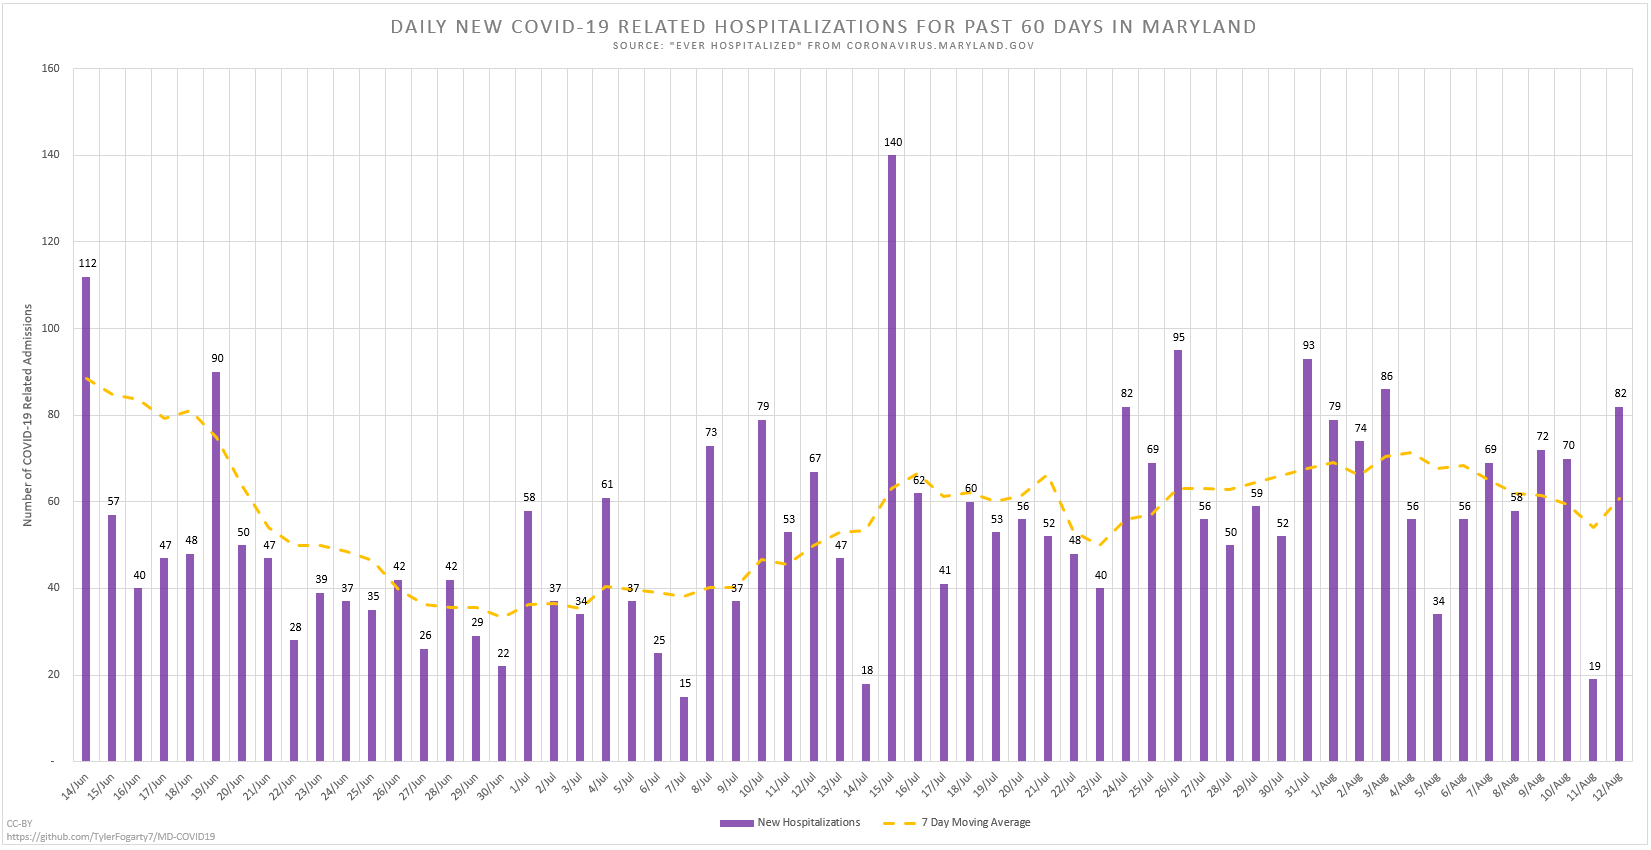 DAILY NEW COVID-19 RELATED HOSPITALIZATIONS FOR PAST 60 DAYS IN MARYLAND
SOURCE: "EVER HOSPITALIZED" FROM CORONAVIRUS.MARYLAND.GOV
Number of COVID-19 Related Admissions
160
140
120
100
80
60
40
20
-
112
57
40
47
48
90
50
47
28
39
37
35
42
26
42
29
22
58
37
34
61
37
25
15
73
37
79
53
67
47
18
140
62
41
60
53
56
52
48
40
82
69
95
56
50
59
52
93
79
74
86
56
34
56
69
58
72
70
19
82
14/Jun
15/Jun
16/Jun
17/Jun
18/Jun
19/Jun
20/Jun
21/Jun
22/Jun
23/Jun
24/Jun
25/Jun
26/Jun
27/Jun
28/Jun
29/Jun
30/Jun
1/Jul
2/Jul
3/Jul
4/Jul
5/Jul
6/Jul
7/Jul
8/Jul
9/Jul
10/Jul
11/Jul
12/Jul
13/Jul
14/Jul
15/Jul
16/Jul
17/Jul
18/Jul
19/Jul
20/Jul
21/Jul
22/Jul
23/Jul
24/Jul
25/Jul
26/Jul
27/Jul
28/Jul
29/Jul
30/Jul
31/Jul
1/Aug
2/Aug
3/Aug
4/Aug
5/Aug
6/Aug
7/Aug
8/Aug
9/Aug
10/Aug
11/Aug
12/Aug
New Hospitalizations
7 Day Moving Average
CC-BY
https://github.com/TylerFogarty7/MD-COVID19